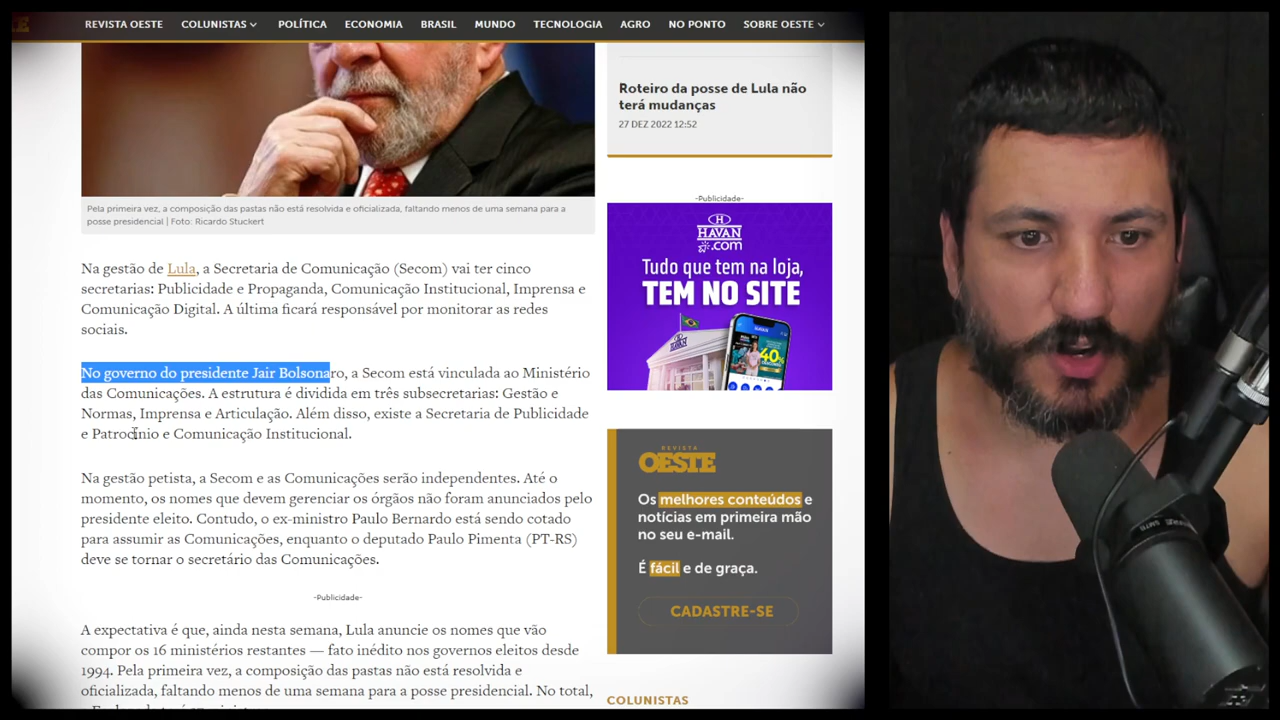 REVISTA OESTE COLUNISTAS POLÍTICA ECONOMIA BRASIL MUNDO TECNOLOGIA AGRO NO PONTO SOBRE OESTE
Pela primeira vez, a composição das pastas não está resolvida e oficializada, faltando menos de uma semana para a
posse presidencial | Foto: Ricardo Stuckert
Na gestão de Lula, a Secretaria de Comunicação (Secom) vai ter cinco
secretarias: Publicidade e Propaganda, Comunicação Institucional, Imprensa e
Comunicação Digital. A última ficará responsável por monitorar as redes
sociais.
No governo do presidente Jair Bolsonaro, a Secom está vinculada ao Ministério
das Comunicações. A estrutura é dividida em três subsecretarias: Gestão e
Normas, Imprensa e Articulação. Além disso, existe a Secretaria de Publicidade
e Patrocínio e Comunicação Institucional.
Na gestão petista, a Secom e as Comunicações serão independentes. Até o
momento, os nomes que devem gerenciar os órgãos não foram anunciados pelo
presidente eleito. Contudo, o ex-ministro Paulo Bernardo está sendo cotado
para assumir as Comunicações, enquanto o deputado Paulo Pimenta (PT-RS)
deve se tornar o secretário das Comunicações.
-Publicidade-
A expectativa é que, ainda nesta semana, Lula anuncie os nomes que vão
compor os 16 ministérios restantes — fato inédito nos governos eleitos desde
1994. Pela primeira vez, a composição das pastas não está resolvida e
oficializada, faltando menos de uma semana para a posse presidencial. No total,
Roteiro da posse de Lula não
terá mudanças
27 DEZ 2022 12:52
-Publicidade-
H
HAVAN
.com
Tudo que tem na loja,
TEM NO SITE
40%
REVISTA
OESTE
Os melhores conteúdos e
notícias em primeira mão
no seu e-mail.
É fácil e de graça.
CADASTRE-SE
COLUNISTAS